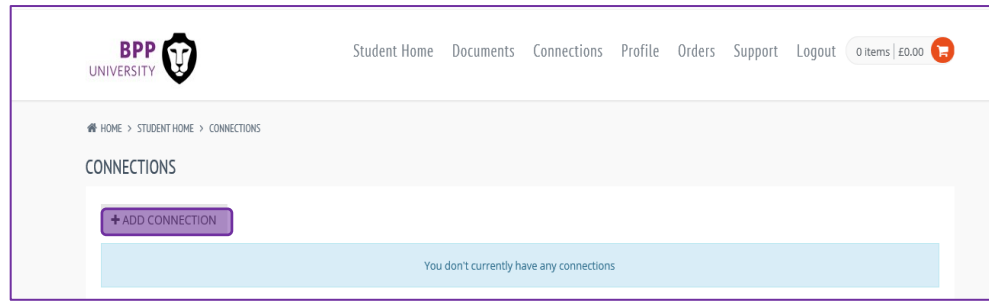 BPP
UNIVERSITY
Student Home Documents Connections Profile Orders Support Logout 0 items | £0.00
HOME > STUDENT HOME > CONNECTIONS
CONNECTIONS
+ ADD CONNECTION
You don't currently have any connections